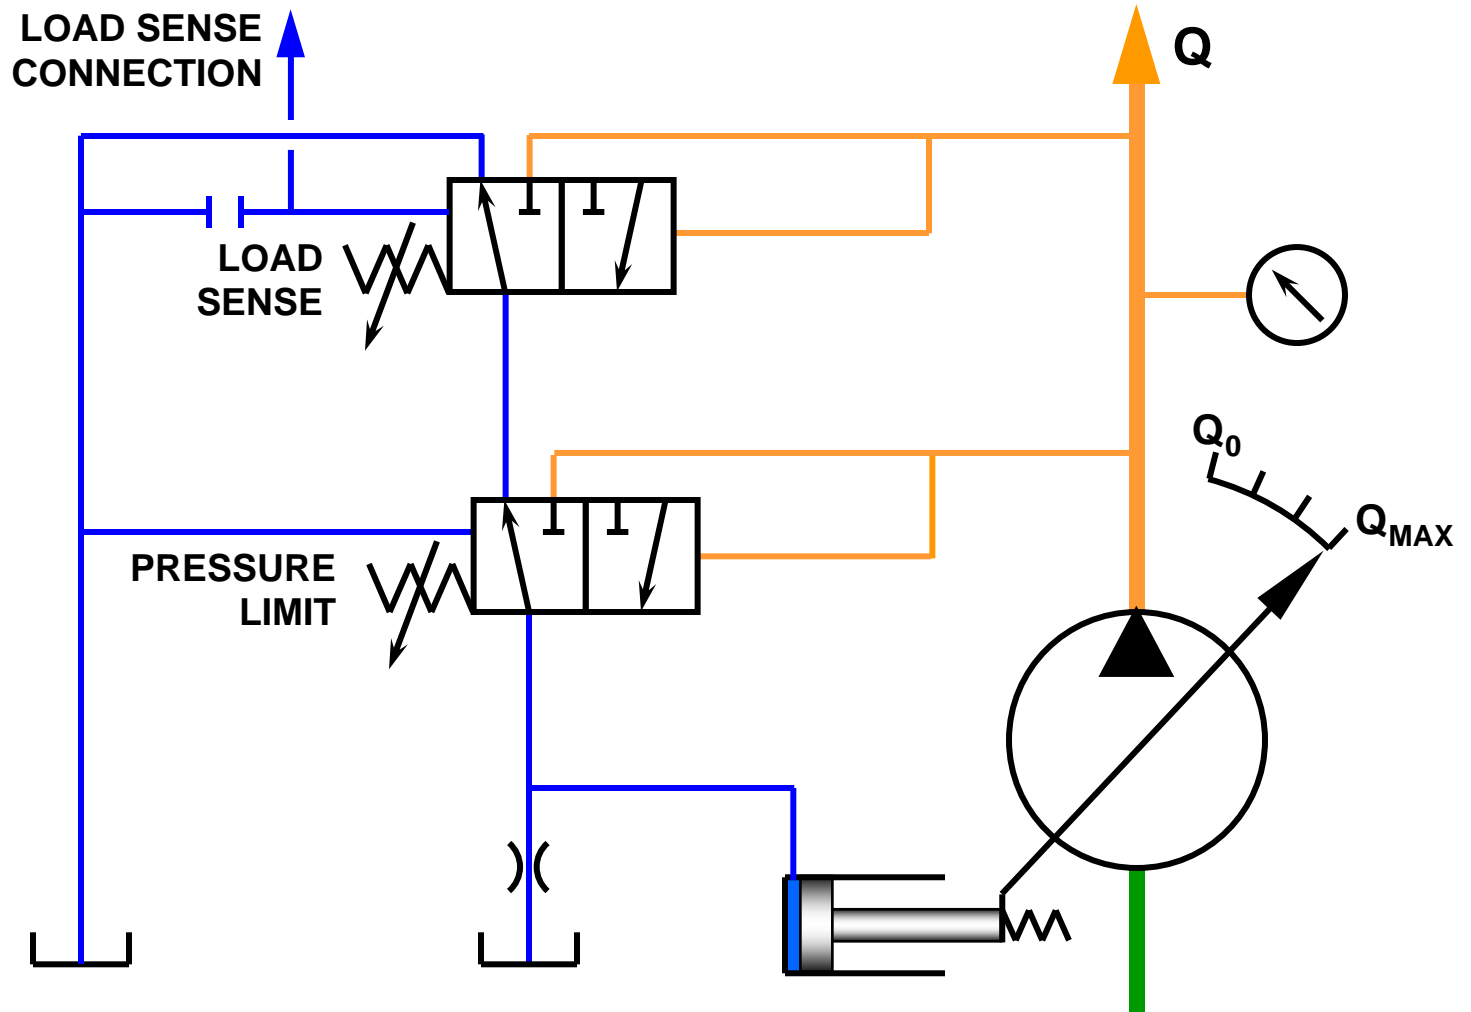 LOAD SENSE
CONNECTION
Q
LOAD
SENSE
Q0
QMAX
PRESSURE
LIMIT